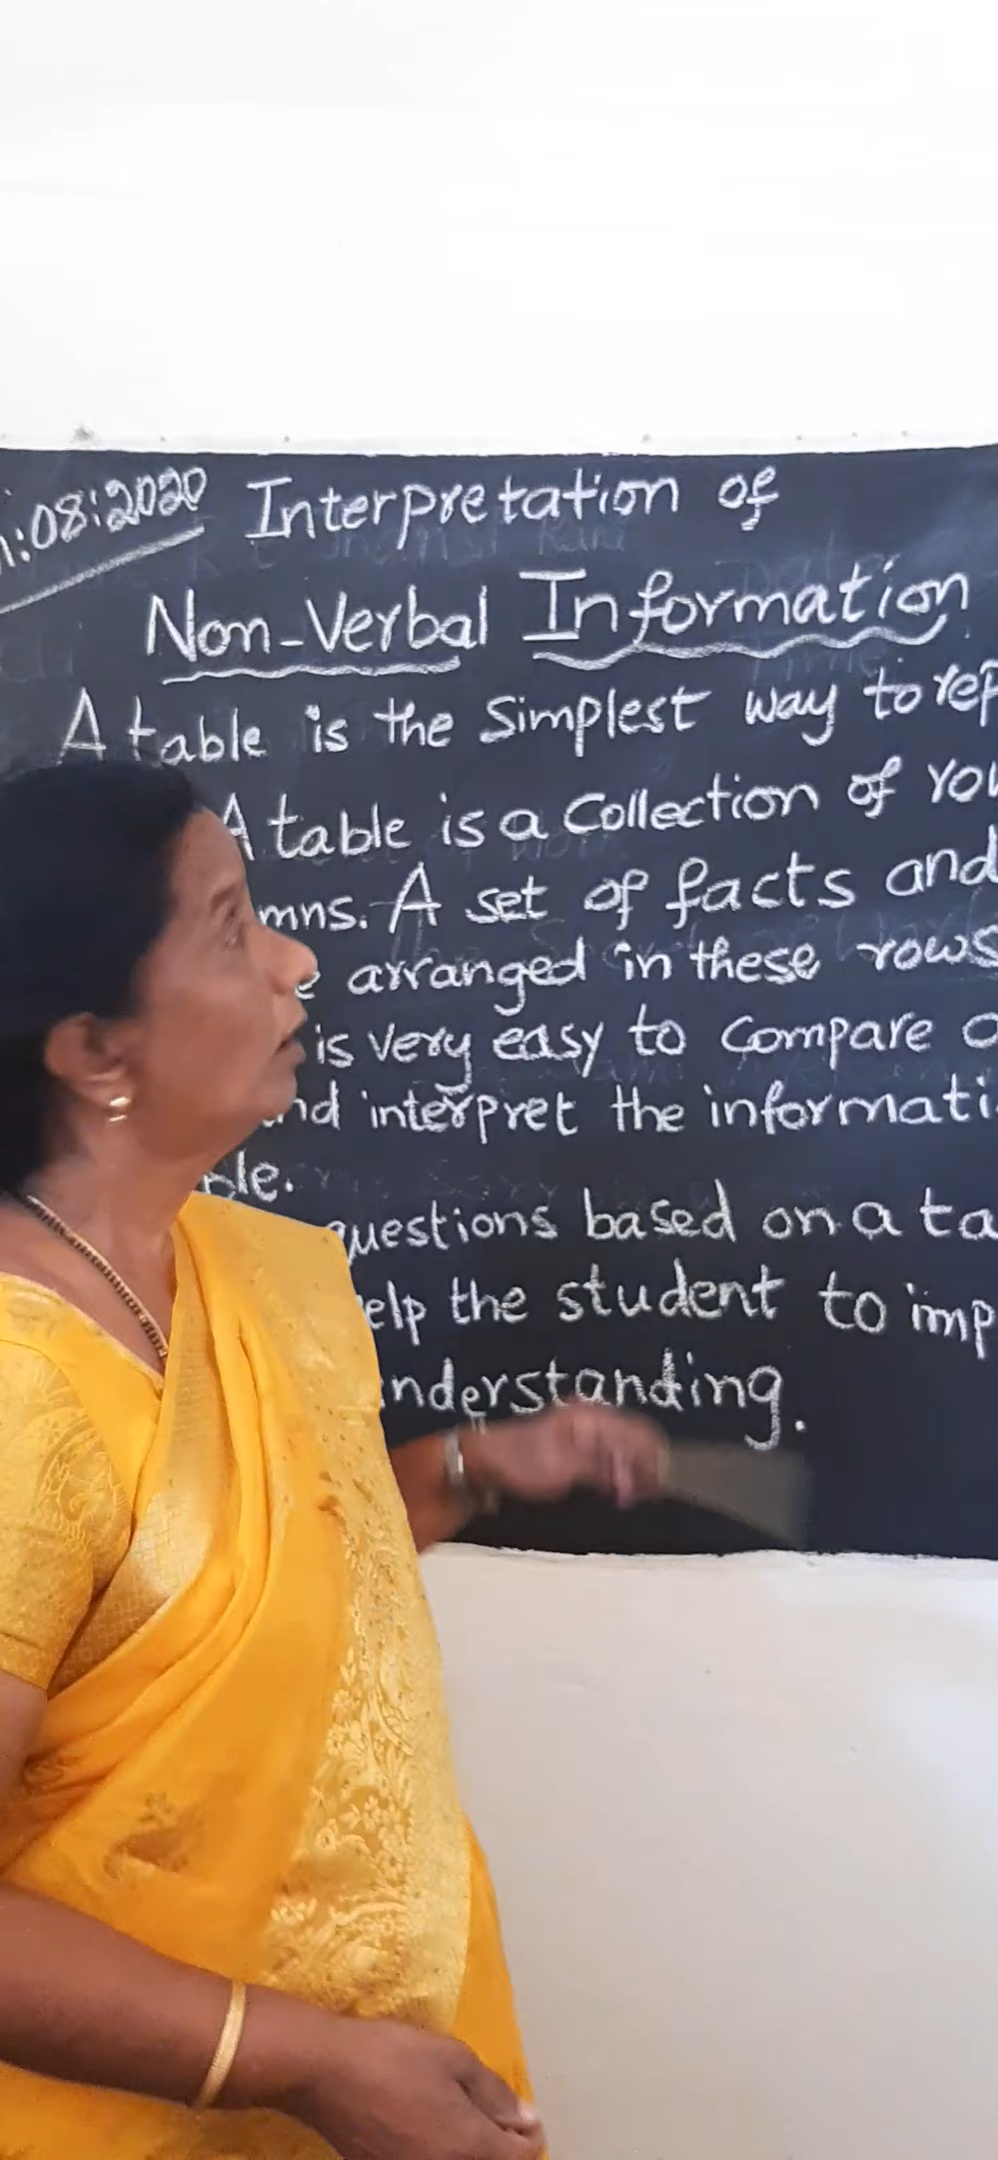 :08:2020 Interpretation of
Non-Verbal Information
A table is the Simplest way to rep
A table is a Collection of row
mns. A set of facts and
e arranged in these rows
is very easy to Compare
nd interpret the informati
ble.
questions based on a ta
elp the student to imp
nderstanding.